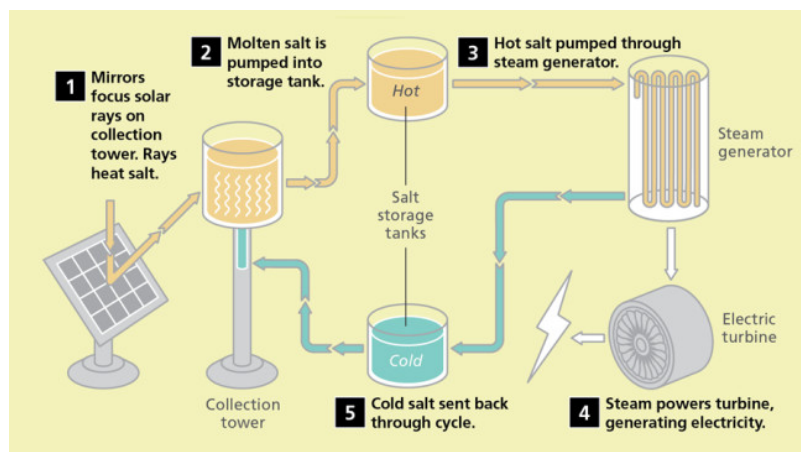 1 Mirrors
focus solar
rays on
collection
tower. Rays
heat salt.
2 Molten salt is
pumped into
storage tank.
3 Hot salt pumped through
steam generator.
Hot
Steam
generator
Salt
storage
tanks
Electric
turbine
Cold
Collection
tower
5 Cold salt sent back
through cycle.
4 Steam powers turbine,
generating electricity.